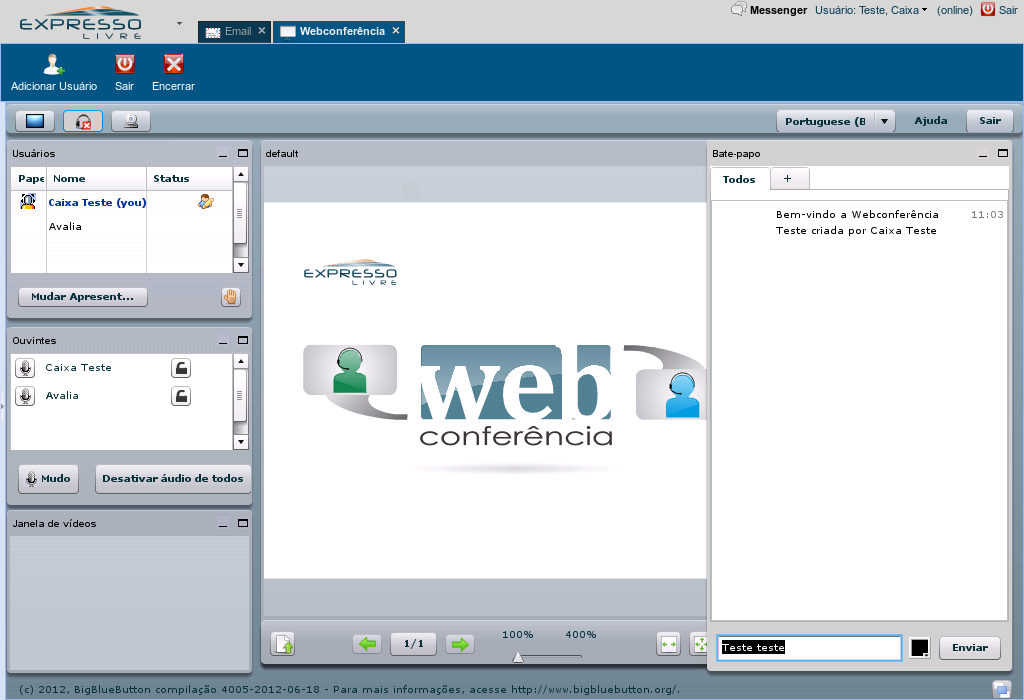 EXPRESSO
LIVRE
Email
Webconferência
Messenger
Usuário: Teste, Caixa
(online)
Sair
Adicionar Usuário
Sair
Encerrar
Portuguese (B
Ajuda
Sair
Usuários
Pape
Nome
Status
Caixa Teste (you)
Avalia
Mudar Apresent...
Ouvintes
Caixa Teste
Avalia
Mudo
Desativar áudio de todos
Janela de vídeos
default
EXPRESSO
LIVRE
web
conferência
1/1
100%
400%
Bate-papo
Todos
+
Bem-vindo a Webconferência 11:03
Teste criada por Caixa Teste
Teste teste
Enviar
(c) 2012, BigBlueButton compilação 4005-2012-06-18 - Para mais informações, acesse http://www.bigbluebutton.org/.